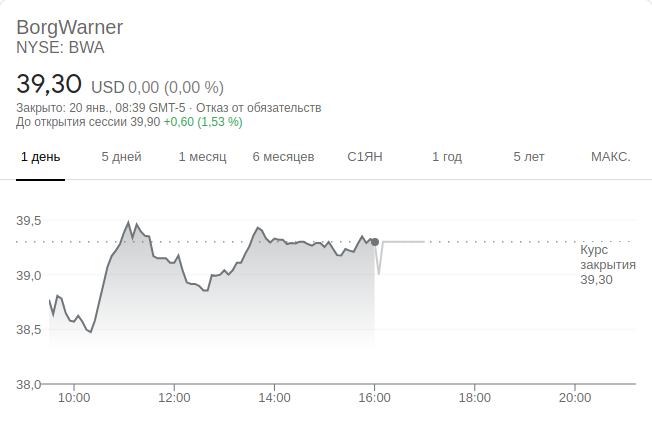 BorgWarner
NYSE: BWA
39,30 USD 0,00 (0,00 %)
Закрыто: 20 янв., 08:39 GMT-5 · Отказ от обязательств
До открытия сессии 39,90 +0,60 (1,53 %)
1 день 5 дней 1 месяц 6 месяцев С1ЯН 1 год 5 лет МАКС.
39,5
Курс
закрытия
39,30
39,0
38,5
38,0
10:00 12:00 14:00 16:00 18:00 20:00